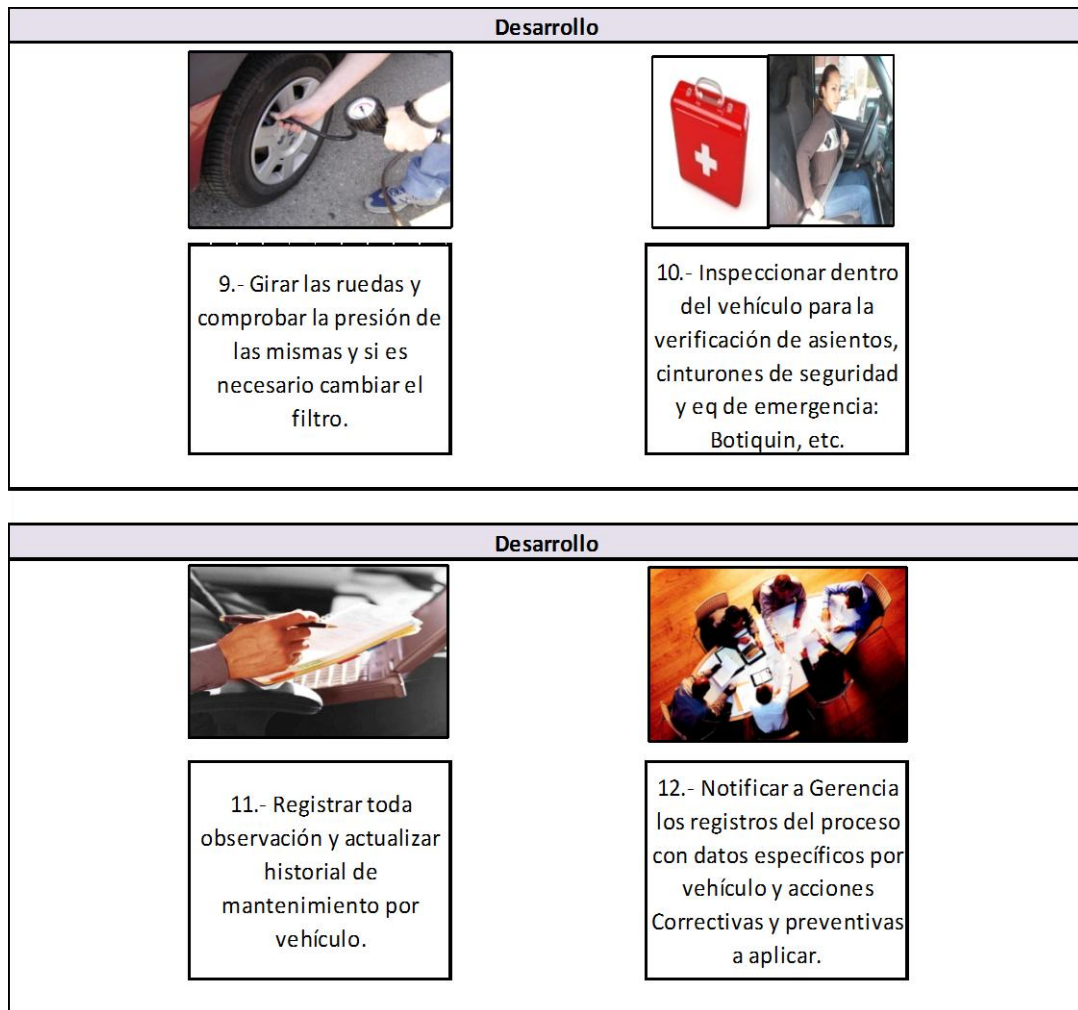 Desarrollo
9.- Girar las ruedas y
comprobar la presión de
las mismas y si es
necesario cambiar el
filtro.
10.- Inspeccionar dentro
del vehículo para la
verificación de asientos,
cinturones de seguridad
y eq de emergencia:
Botiquin, etc.
Desarrollo
11.- Registrar toda
observación y actualizar
historial de
mantenimiento por
vehículo.
12.- Notificar a Gerencia
los registros del proceso
con datos específicos por
vehículo y acciones
Correctivas y preventivas
a aplicar.